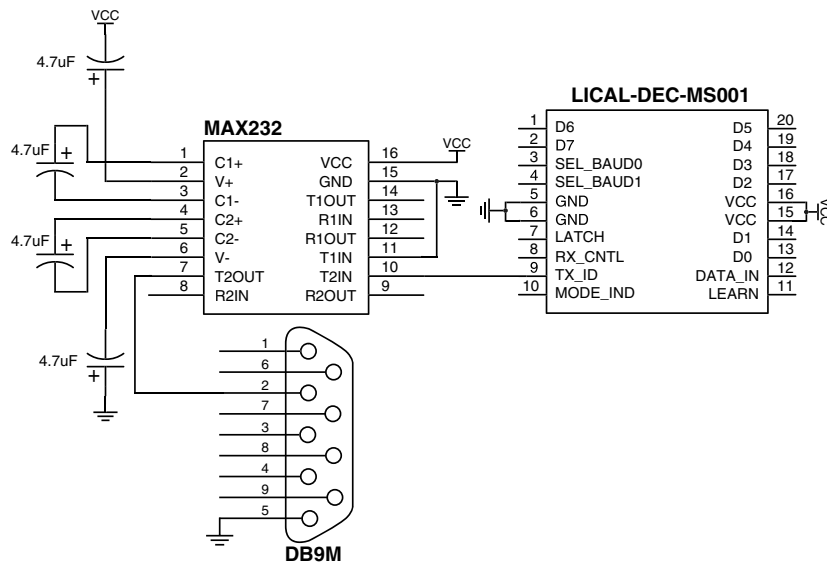 VCC
4.7uF
+
4.7uF
+
4.7uF
+
4.7uF
+
MAX232
1 C1+ VCC 16 VCC
2 V+ GND 15
3 C1- T1OUT 14
4 C2+ R1IN 13
5 C2- R1OUT 12
6 V- T1IN 11
7 T2OUT T2IN 10
8 R2IN R2OUT 9
LICAL-DEC-MS001
1 D6 D5 20
2 D7 D4 19
3 SEL_BAUD0 D3 18
4 SEL_BAUD1 D2 17
5 GND VCC 16
6 GND VCC 15 VCC
7 LATCH D1 14
8 RX_CNTL D0 13
9 TX_ID DATA_IN 12
10 MODE_IND LEARN 11
1
6
2
7
3
8
4
9
5
DB9M